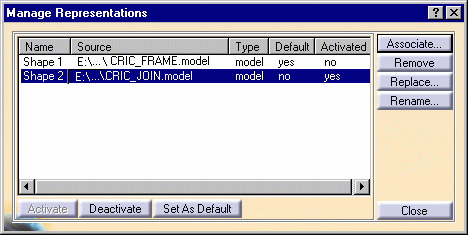 Manage Representations
Name Source Type Default Activated
Shape 1 E:\...\ CRIC_FRAME.model model yes no
Shape 2 E:\...\CRIC_JOIN.model model no yes
Associate...
Remove
Replace...
Rename...
Activate Deactivate Set As Default
Close